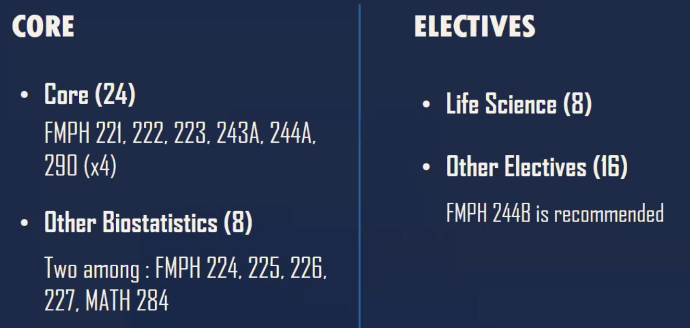 CORE
• Core (24)
FMPH 221, 222, 223, 243A, 244A,
290 (x4)
• Other Biostatistics (8)
Two among : FMPH 224, 225, 226,
227, MATH 284
ELECTIVES
• Life Science (8)
• Other Electives (16)
FMPH 244B is recommended